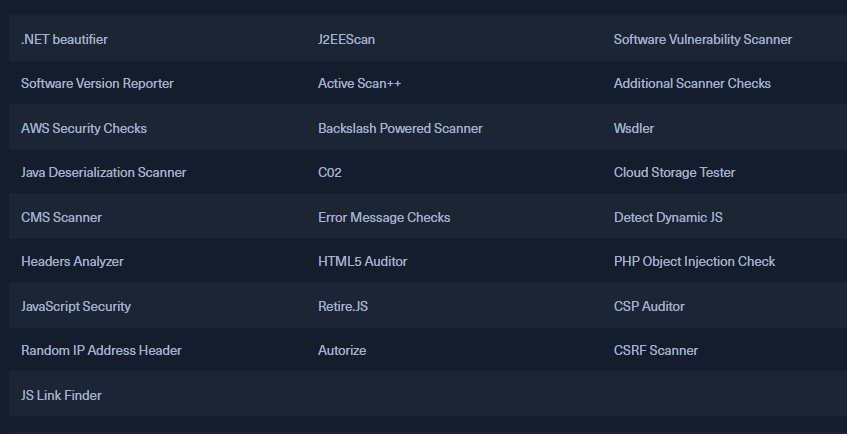 .NET beautifier J2EEScan Software Vulnerability Scanner
Software Version Reporter Active Scan++ Additional Scanner Checks
AWS Security Checks Backslash Powered Scanner Wsdler
Java Deserialization Scanner C02 Cloud Storage Tester
CMS Scanner Error Message Checks Detect Dynamic JS
Headers Analyzer HTML5 Auditor PHP Object Injection Check
JavaScript Security Retire.JS CSP Auditor
Random IP Address Header Autorize CSRF Scanner
JS Link Finder